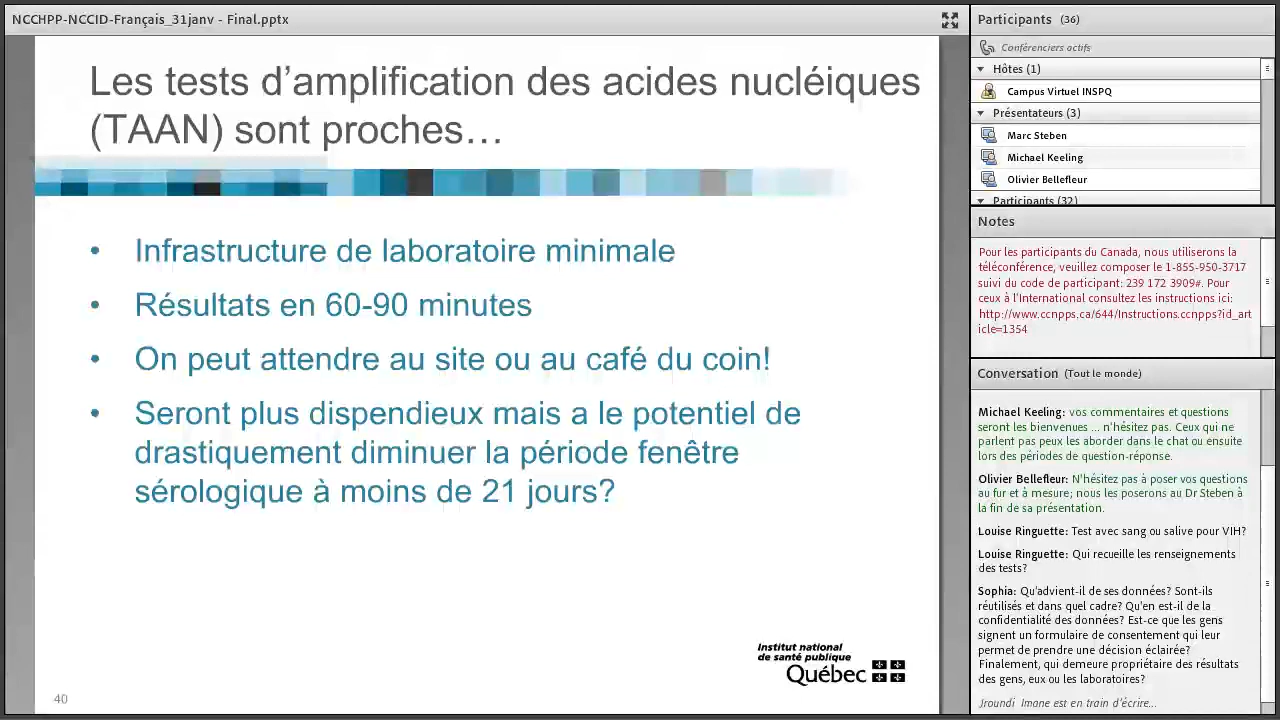 NCCHPP-NCCID-Français_31janv - Final.pptx
Les tests d’amplification des acides nucléiques
(TAAN) sont proches…
• Infrastructure de laboratoire minimale
• Résultats en 60-90 minutes
• On peut attendre au site ou au café du coin!
• Seront plus dispendieux mais a le potentiel de
drastiquement diminuer la période fenêtre
sérologique à moins de 21 jours?
Institut national
de santé publique
Québec
40
Participants (36)
Conférenciers actifs
Hôtes (1)
Campus Virtuel INSPQ
Présentateurs (3)
Marc Steben
Michael Keeling
Olivier Bellefleur
Participants (32)
Notes
Pour les participants du Canada, nous utiliserons la
téléconférence, veuillez composer le 1-855-950-3717
suivi du code de participant: 239 172 3909#. Pour
ceux à l'International consultez les instructions ici:
http://www.ccnpps.ca/644/Instructions.ccnpps?id_art
icle=1354
Conversation (Tout le monde)
Michael Keeling: vos commentaires et questions
seront les bienvenues ... n'hésitez pas. Ceux qui ne
parlent pas peux les aborder dans le chat ou ensuite
lors des périodes de question-réponse.
Olivier Bellefleur: N'hésitez pas à poser vos questions
au fur et à mesure; nous les poserons au Dr Steben à
la fin de sa présentation.
Louise Ringuette: Test avec sang ou salive pour VIH?
Louise Ringuette: Qui recueille les renseignements
des tests?
Sophia: Qu'advient-il de ses données? Sont-ils
réutilisés et dans quel cadre? Qu'en est-il de la
confidentialité des données? Est-ce que les gens
signent un formulaire de consentement qui leur
permet de prendre une décision éclairée?
Finalement, qui demeure propriétaire des résultats
des gens, eux ou les laboratoires?
Jroundi Imane est en train d'écrire...